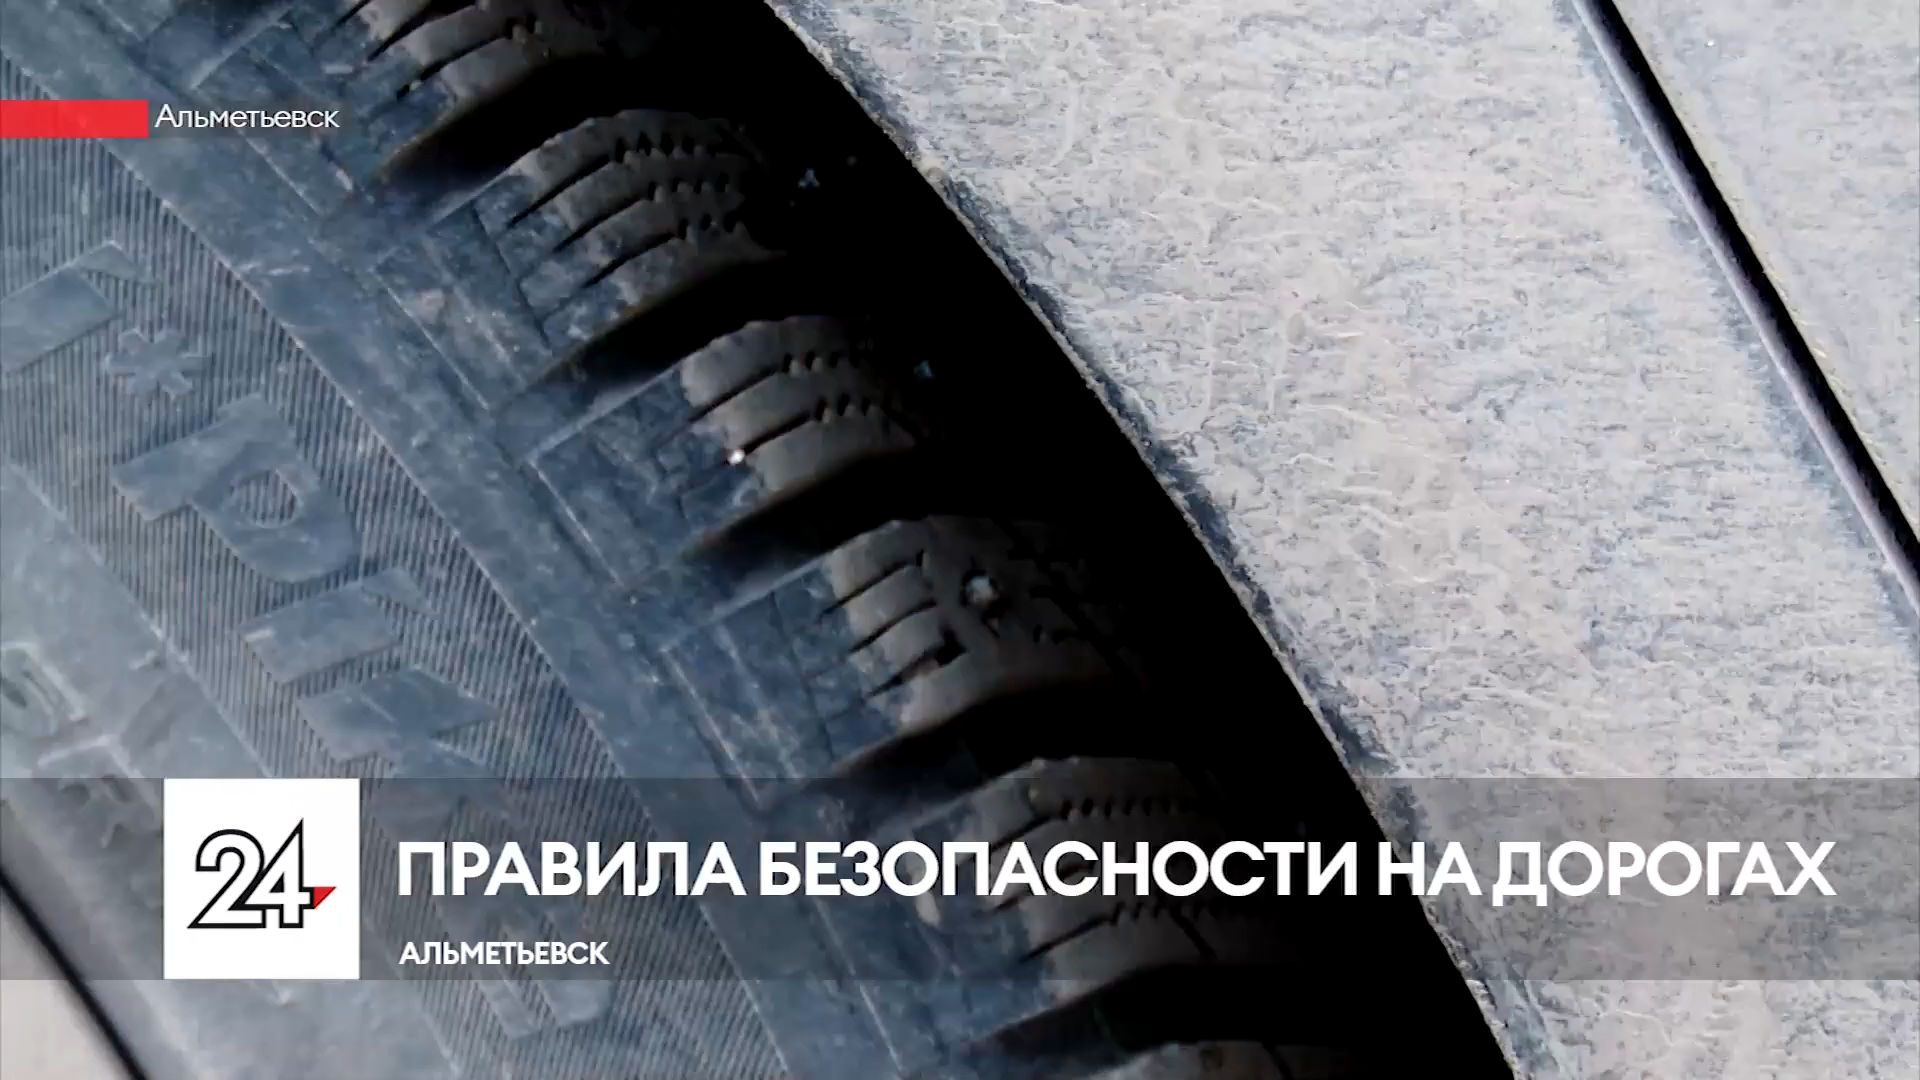 Альметьевск
24
ПРАВИЛА БЕЗОПАСНОСТИ НА ДОРОГАХ
АЛЬМЕТЬЕВСК